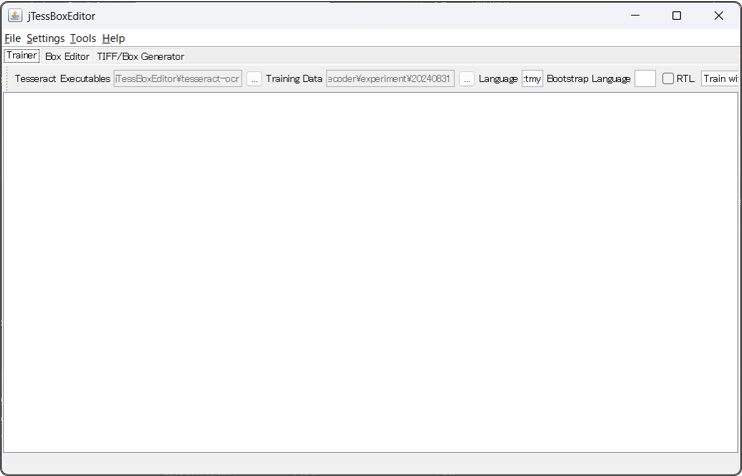 jTessBoxEditor
File Settings Tools Help
Trainer Box Editor TIFF/Box Generator
Tesseract Executables jTessBoxEditor¥tesseract-ocr ... Training Data ecoder¥experiment¥20240831 ... Language :tmy Bootstrap Language RTL Train wi